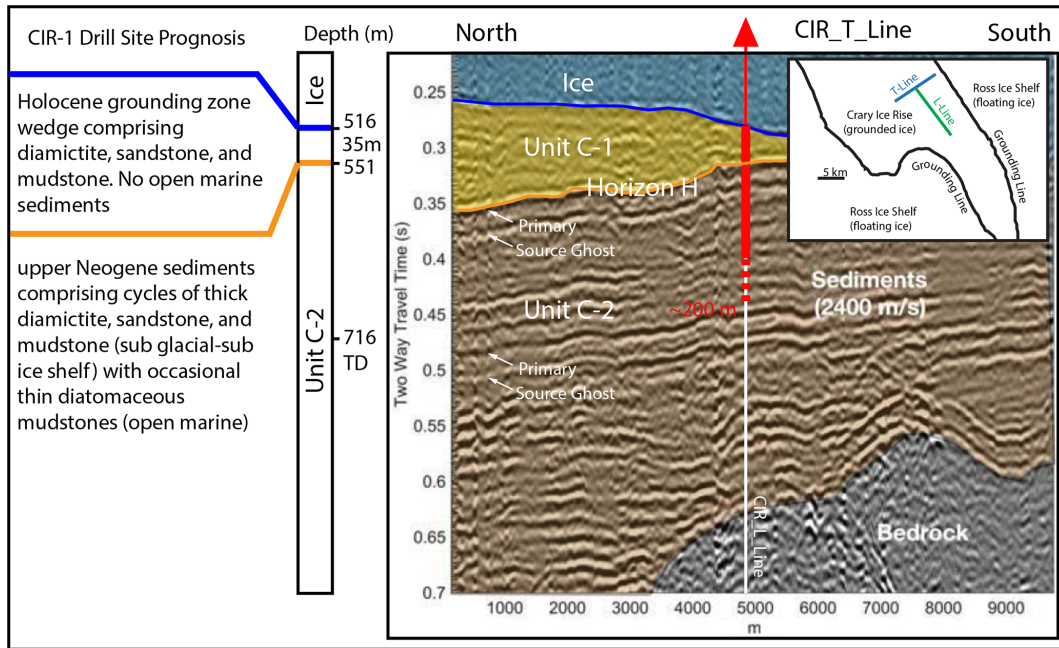 CIR-1 Drill Site Prognosis
Depth (m)
North
CIR_T_Line
South
Holocene grounding zone
wedge comprising
diamictite, sandstone, and
mudstone. No open marine
sediments
upper Neogene sediments
comprising cycles of thick
diamictite, sandstone, and
mudstone (sub glacial-sub
ice shelf) with occasional
thin diatomaceous
mudstones (open marine)
Ice
Unit C-2
516
35m
551
716
TD
Two Way Travel Time (s)
0.25
0.3
0.35
0.4
0.45
0.5
0.55
0.6
0.65
0.7
Ice
Unit C-1
Horizon H
Primary
Source Ghost
Unit C-2
~200 m
Sediments
(2400 m/s)
Primary
Source Ghost
CIR_L_Line
Bedrock
T-Line
L-Line
Ross Ice Shelf
(floating ice)
Crary Ice Rise
(grounded ice)
5 km
Grounding Line
Grounding Line
Ross Ice Shelf
(floating ice)
1000
2000
3000
4000
5000
6000
7000
8000
9000
m